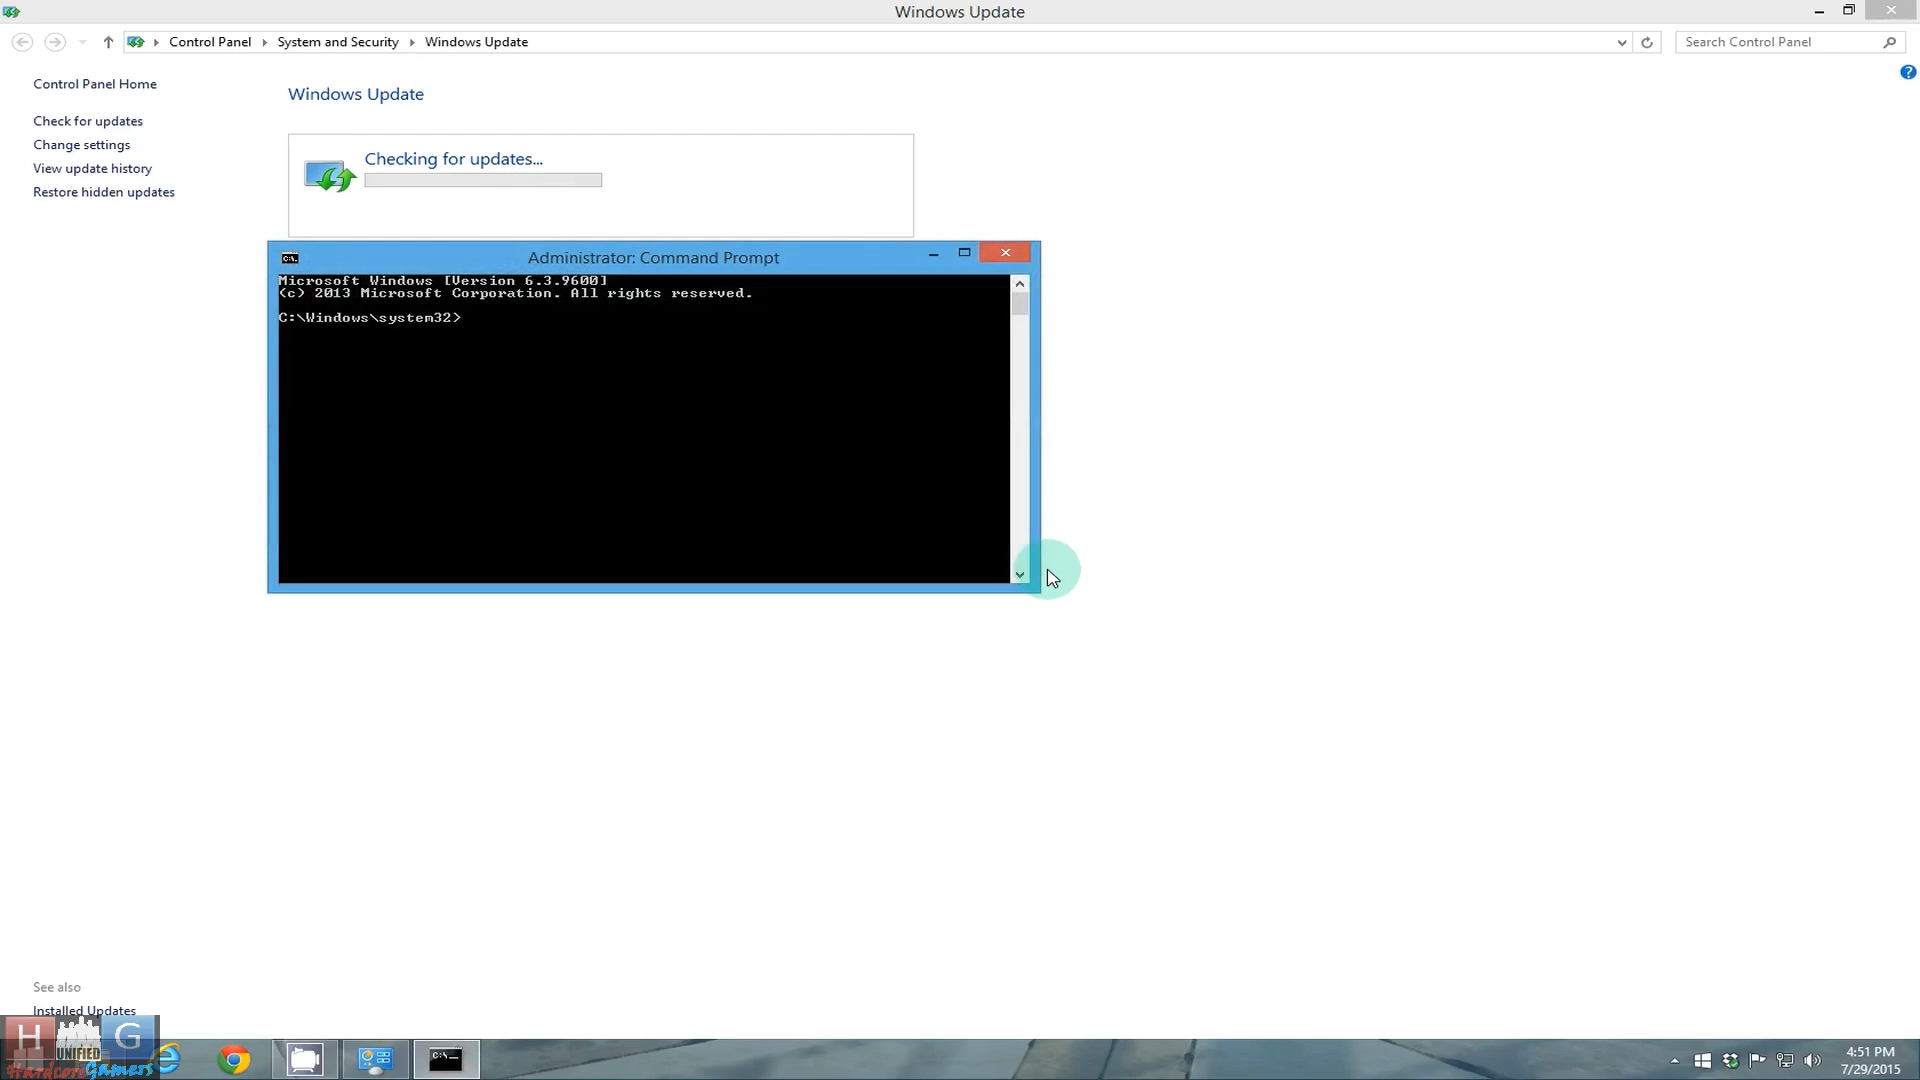 Windows Update
Control Panel
System and Security
Windows Update
Search Control Panel
Control Panel Home
Check for updates
Change settings
View update history
Restore hidden updates
Windows Update
Checking for updates...
Administrator: Command Prompt
Microsoft Windows [Version 6.3.9600]
(c) 2013 Microsoft Corporation. All rights reserved.
C:\Windows\system32>
See also
Installed Updates
H G
UNIFIED
HardcoreGamers
4:51 PM
7/29/2015